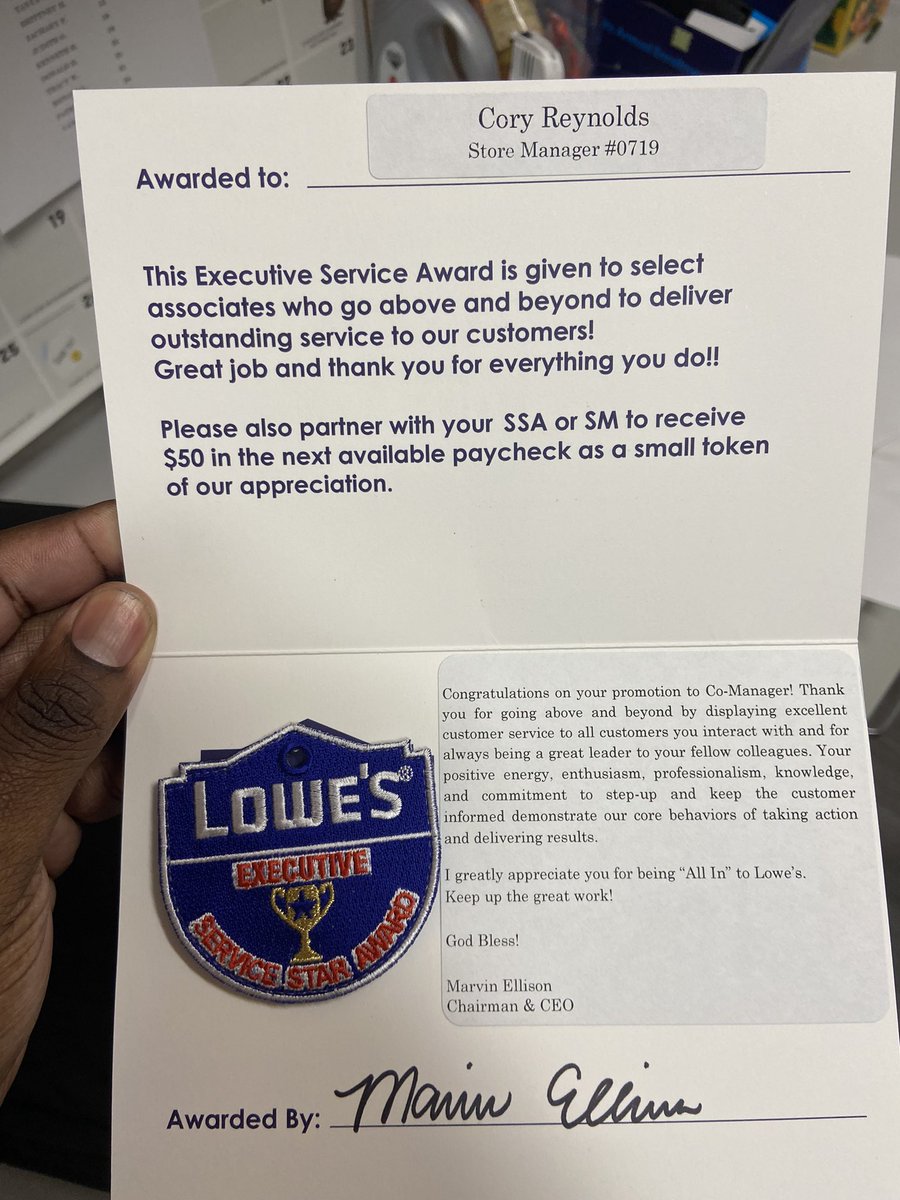 19
23
25
Cory Reynolds
Store Manager #0719
Awarded to:
This Executive Service Award is given to select
associates who go above and beyond to deliver
outstanding service to our customers!
Great job and thank you for everything you do!!
Please also partner with your SSA or SM to receive
$50 in the next available paycheck as a small token
of our appreciation.
LOWE'S®
EXECUTIVE
SERVICE STAR AWARD
Congratulations on your promotion to Co-Manager! Thank
you for going above and beyond by displaying excellent
customer service to all customers you interact with and for
always being a great leader to your fellow colleagues. Your
positive energy, enthusiasm, professionalism, knowledge,
and commitment to step-up and keep the customer
informed demonstrate our core behaviors of taking action
and delivering results.
I greatly appreciate you for being “All In” to Lowe's.
Keep up the great work!
God Bless!
Marvin Ellison
Chairman & CEO
Awarded By: Marvin Ellison